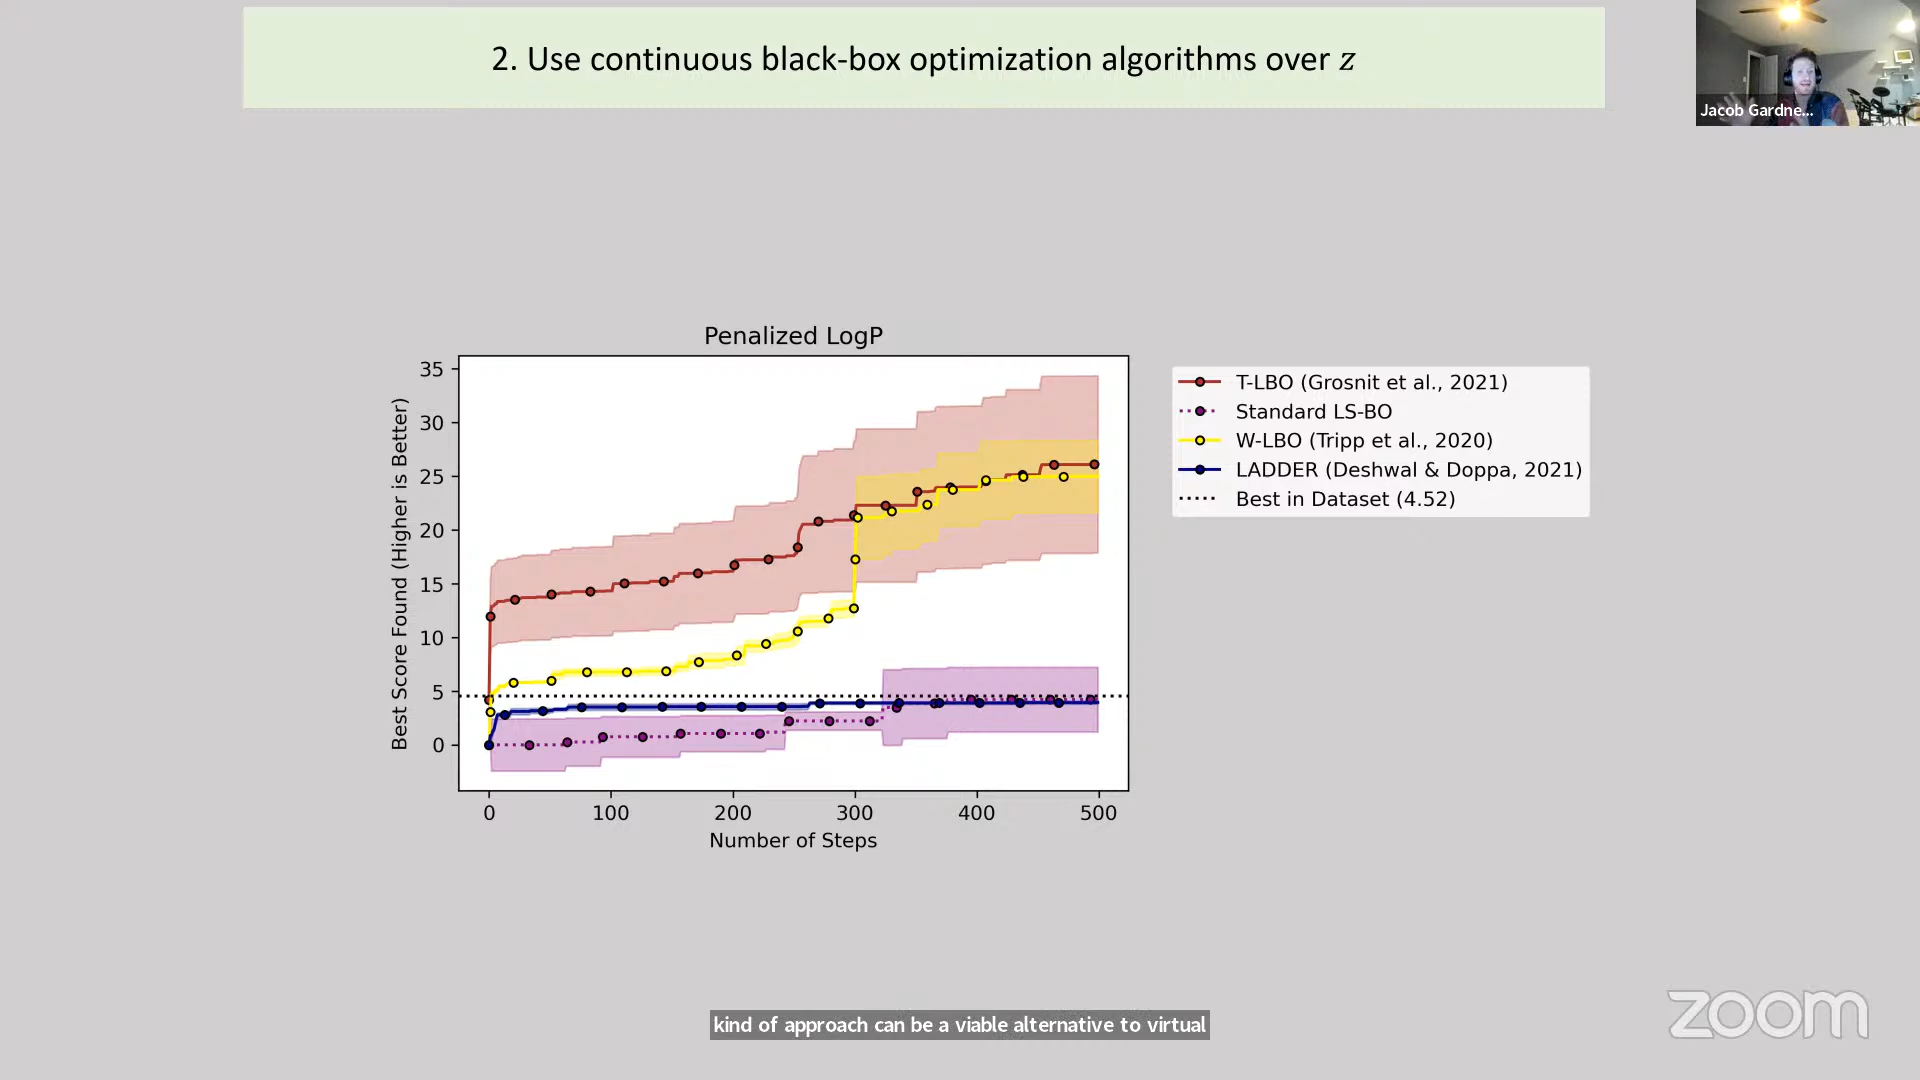 2. Use continuous black-box optimization algorithms over z
Jacob Gardne...
Penalized LogP
Best Score Found (Higher is Better)
35
30
25
20
15
10
5
0
0 100 200 300 400 500
Number of Steps
T-LBO (Grosnit et al., 2021)
Standard LS-BO
W-LBO (Tripp et al., 2020)
LADDER (Deshwal & Doppa, 2021)
Best in Dataset (4.52)
kind of approach can be a viable alternative to virtual
zoom